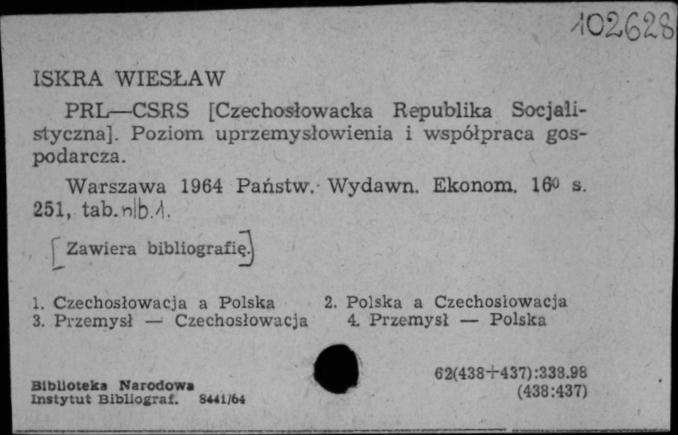 102628
ISKRA WIESŁAW
PRL—CSRS [Czechosłowacka Republika Socjali-
styczna]. Poziom uprzemysłowienia i współpraca gos-
podarcza.
Warszawa 1964 Państw. Wydawn. Ekonom. 16⁰ s.
251, tab. nlb. 1.
[Zawiera bibliografię.]
1. Czechosłowacja a Polska 2. Polska a Czechosłowacja
3. Przemysł — Czechosłowacja 4. Przemysł — Polska
62(438+437):338.98
(438:437)
Biblioteka Narodowa
Instytut Bibliograf. 8441/64